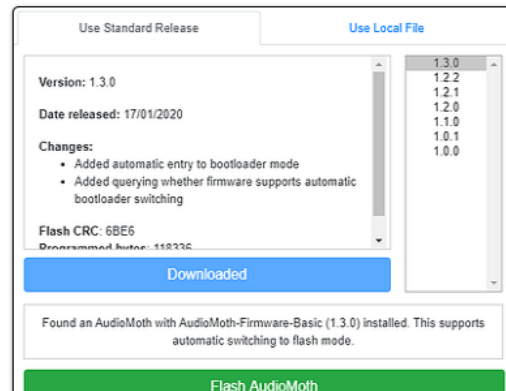 Use Standard Release
Use Local File
Version: 1.3.0
Date released: 17/01/2020
Changes:
• Added automatic entry to bootloader mode
• Added querying whether firmware supports automatic
bootloader switching
Flash CRC: 6BE6
Programmed bytes: 118336
1.3.0
1.2.2
1.2.1
1.2.0
1.1.0
1.0.1
1.0.0
Downloaded
Found an AudioMoth with AudioMoth-Firmware-Basic (1.3.0) installed. This supports
automatic switching to flash mode.
Flash AudioMoth